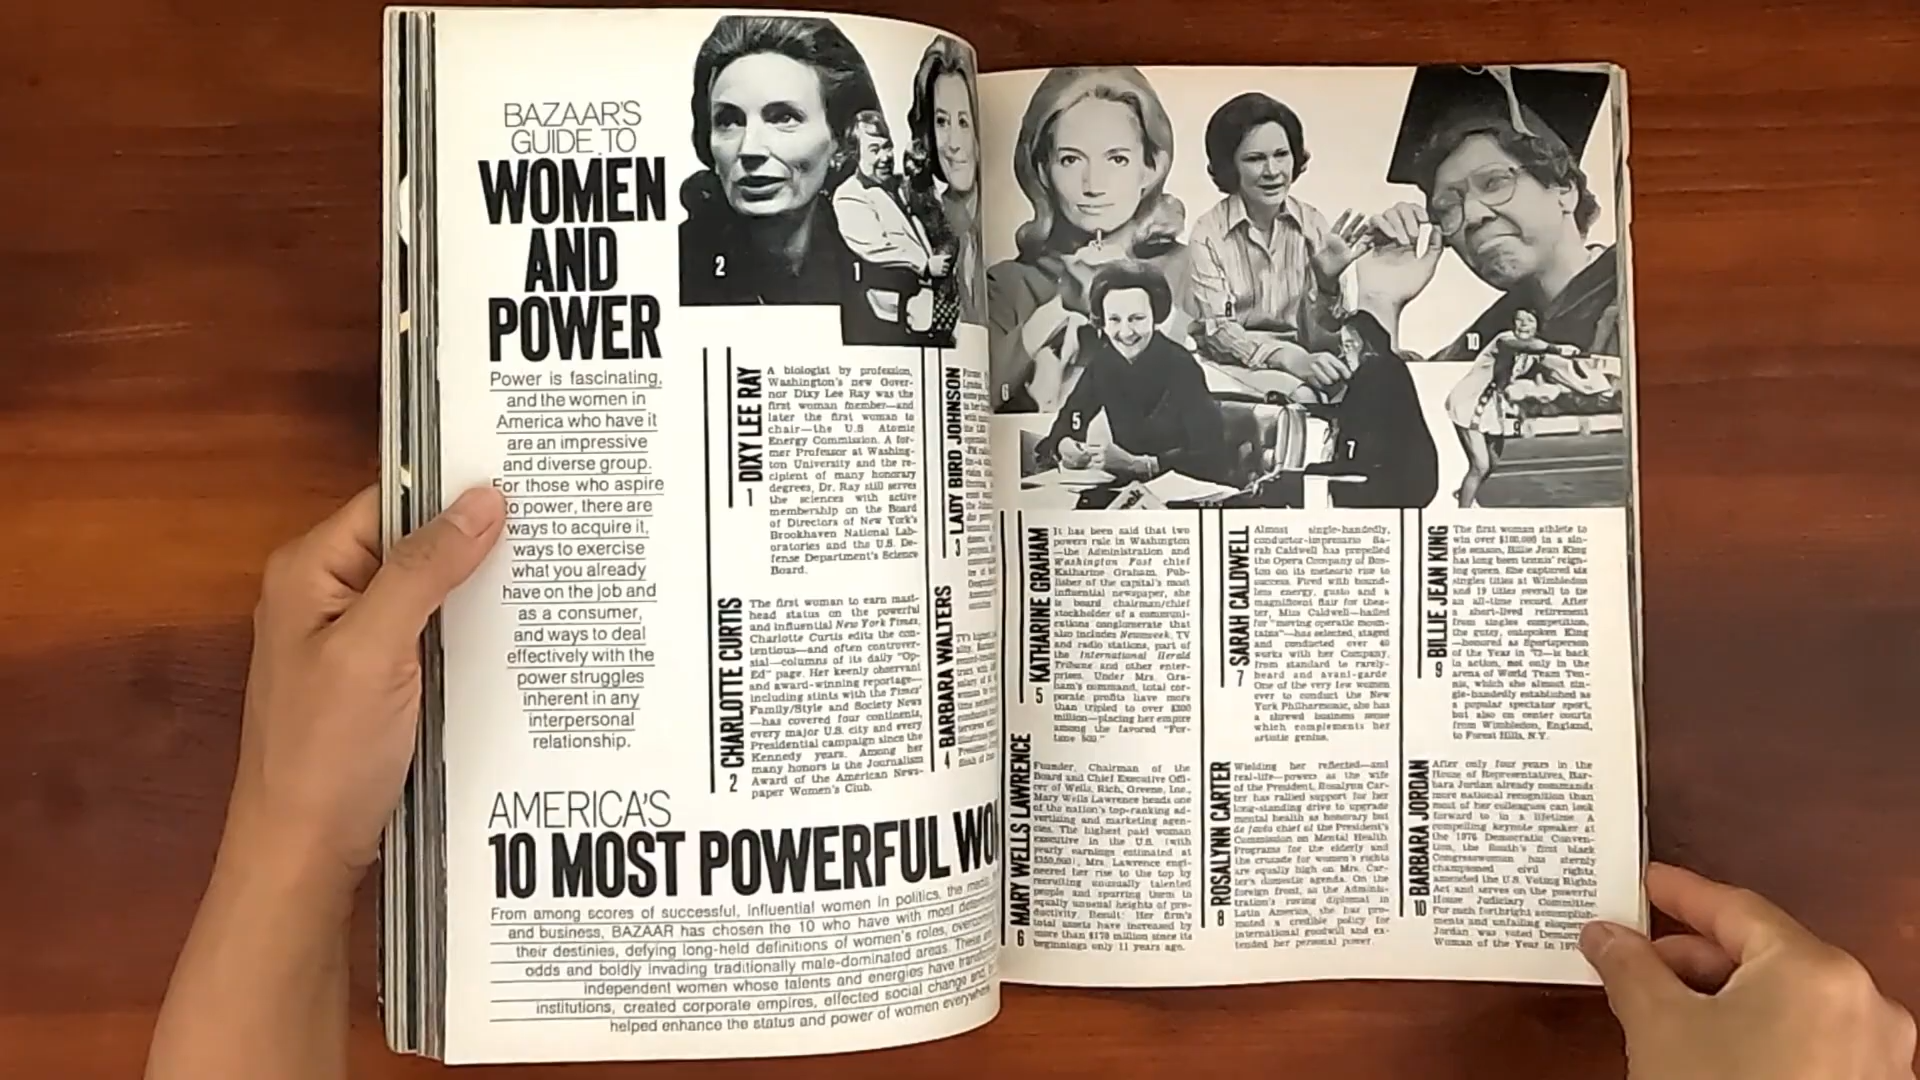 BAZAAR'S
GUIDE TO
WOMEN
AND
POWER
Power is fascinating,
and the women in
America who have it
are an impressive
and diverse group.
For those who aspire
to power, there are
ways to acquire it,
ways to exercise
what you already
have on the job and
as a consumer,
and ways to deal
effectively with the
power struggles
inherent in any
interpersonal
relationship.
AMERICA'S
10 MOST POWERFUL WO
From among scores of successful, influential women in politics, the
and business, BAZAAR has chosen the 10 who have with most
their destinies, defying long-held definitions of women's roles,
odds and boldly invading traditionally male-dominated areas. These
independent women whose talents and energies have
institutions, created corporate empires, effected social change
helped enhance the status and power of women everywhere
2
1
1 DIXY LEE RAY
A biologist by profession,
Washington's new Gover-
nor Dixy Lee Ray was the
first woman member—and
later the first woman to
chair—the U.S Atomic
Energy Commission. A for-
mer Professor at Washing-
ton University and the re-
cipient of many honorary
degrees, Dr. Ray still serves
the sciences with active
membership on the Board
of Directors of New York's
Brookhaven National Lab-
oratories and the U.S. De-
fense Department's Science
Board.
2 CHARLOTTE CURTIS
The first woman to earn mast-
head status on the powerful
and influential New York Times,
Charlotte Curtis edits the con-
tentious—and often controver-
sial—columns of its daily "Op-
Ed" page. Her keenly observant
and award-winning reportage—
including stints with the Times'
Family/Style and Society News
—has covered four continents,
every major U.S. city and every
Presidential campaign since the
Kennedy years. Among her
many honors is the Journalism
Award of the American News-
paper Women's Club.
3 LADY BIRD JOHNSON
4 BARBARA WALTERS
6
5
8
7
10
9
5 KATHARINE GRAHAM
It has been said that two
powers rule in Washington
—the Administration and
Washington Post chief
Katharine Graham. Pub-
lisher of the capital's most
influential newspaper, she
is board chairman/chief
stockholder of a communi-
cations conglomerate that
also includes Newsweek, TV
and radio stations, part of
the International Herald
Tribune and other enter-
prises. Under Mrs. Gra-
ham's command, total cor-
porate profits have more
than tripled to over $300
million—placing her empire
among the favored "For-
tune 500."
6 MARY WELLS LAWRENCE
Founder, Chairman of the
Board and Chief Executive Offi-
cer of Wells, Rich, Greene, Inc.,
Mary Wells Lawrence heads one
of the nation's top-ranking ad-
vertising and marketing agen-
cies. The highest paid woman
executive in the U.S. (with
yearly earnings estimated at
$350,000), Mrs. Lawrence engi-
neered her rise to the top by
recruiting unusually talented
people and spurring them to
equally unusual heights of pro-
ductivity. Result: Her firm's
total assets have increased by
more than $178 million since its
beginnings only 11 years ago.
7 SARAH CALDWELL
Almost single-handedly,
conductor-impresario Sa-
rah Caldwell has propelled
the Opera Company of Bos-
ton on its meteoric rise to
success. Fired with bound-
less energy, gusto and a
magnificent flair for thea-
ter, Miss Caldwell—hailed
for "moving operatic moun-
tains"—has selected, staged
and conducted over 40
works with her Company,
from standard to rarely-
heard and avant-garde
One of the very few women
ever to conduct the New
York Philharmonic, she has
a shrewd business sense
which complements her
artistic genius.
8 ROSALYNN CARTER
Wielding her reflected—and
real-life—powers as the wife
of the President, Rosalynn Car-
ter has rallied support for her
long-standing drive to upgrade
mental health as honorary but
de facto chief of the President's
Commission on Mental Health
Programs for the elderly and
the crusade for women's rights
are equally high on Mrs. Car-
ter's domestic agenda. On the
foreign front, as the Adminis-
tration's roving diplomat in
Latin America, she has pro-
moted a credible policy for
international goodwill and ex-
tended her personal power.
9 BILLIE JEAN KING
The first woman athlete to
win over $100,000 in a sin-
gle season, Billie Jean King
has long been tennis' reign-
ing queen. She captured six
singles titles at Wimbledon
and 19 titles overall to tie
an all-time record. After
a short-lived retirement
from singles competition,
the gutsy, outspoken King
—honored as Sportsperson
of the Year in '72—is back
in action, not only in the
arena of World Team Ten-
nis, which she almost sin-
gle-handedly established as
a popular spectator sport,
but also on center courts
from Wimbledon, England,
to Forest Hills, N.Y.
10 BARBARA JORDAN
After only four years in the
House of Representatives, Bar-
bara Jordan already commands
more national recognition than
most of her colleagues can look
forward to in a lifetime. A
compelling keynote speaker at
the 1976 Democratic Conven-
tion, the South's first black
Congresswoman has sternly
championed civil rights,
amended the U.S. Voting Rights
Act and serves on the powerful
House Judiciary Committee.
For such forthright accomplish-
ments and unfailing
Jordan was voted
Woman of the Year in